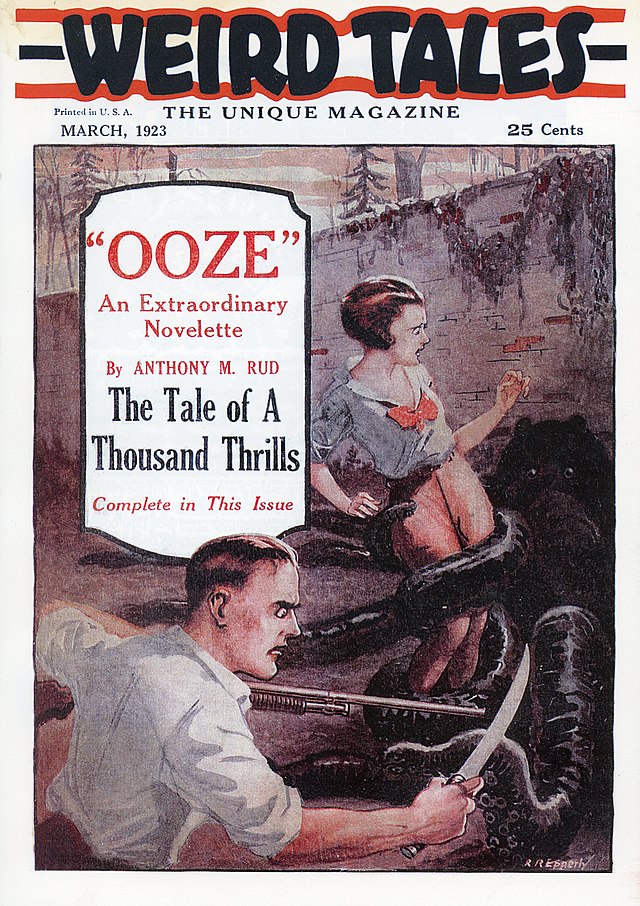 WEIRD TALES
Printed in U. S. A.
THE UNIQUE MAGAZINE
MARCH, 1923
25 Cents
"OOZE"
An Extraordinary
Novelette
By ANTHONY M. RUD
The Tale of A
Thousand Thrills
Complete in This Issue
R R Epperly